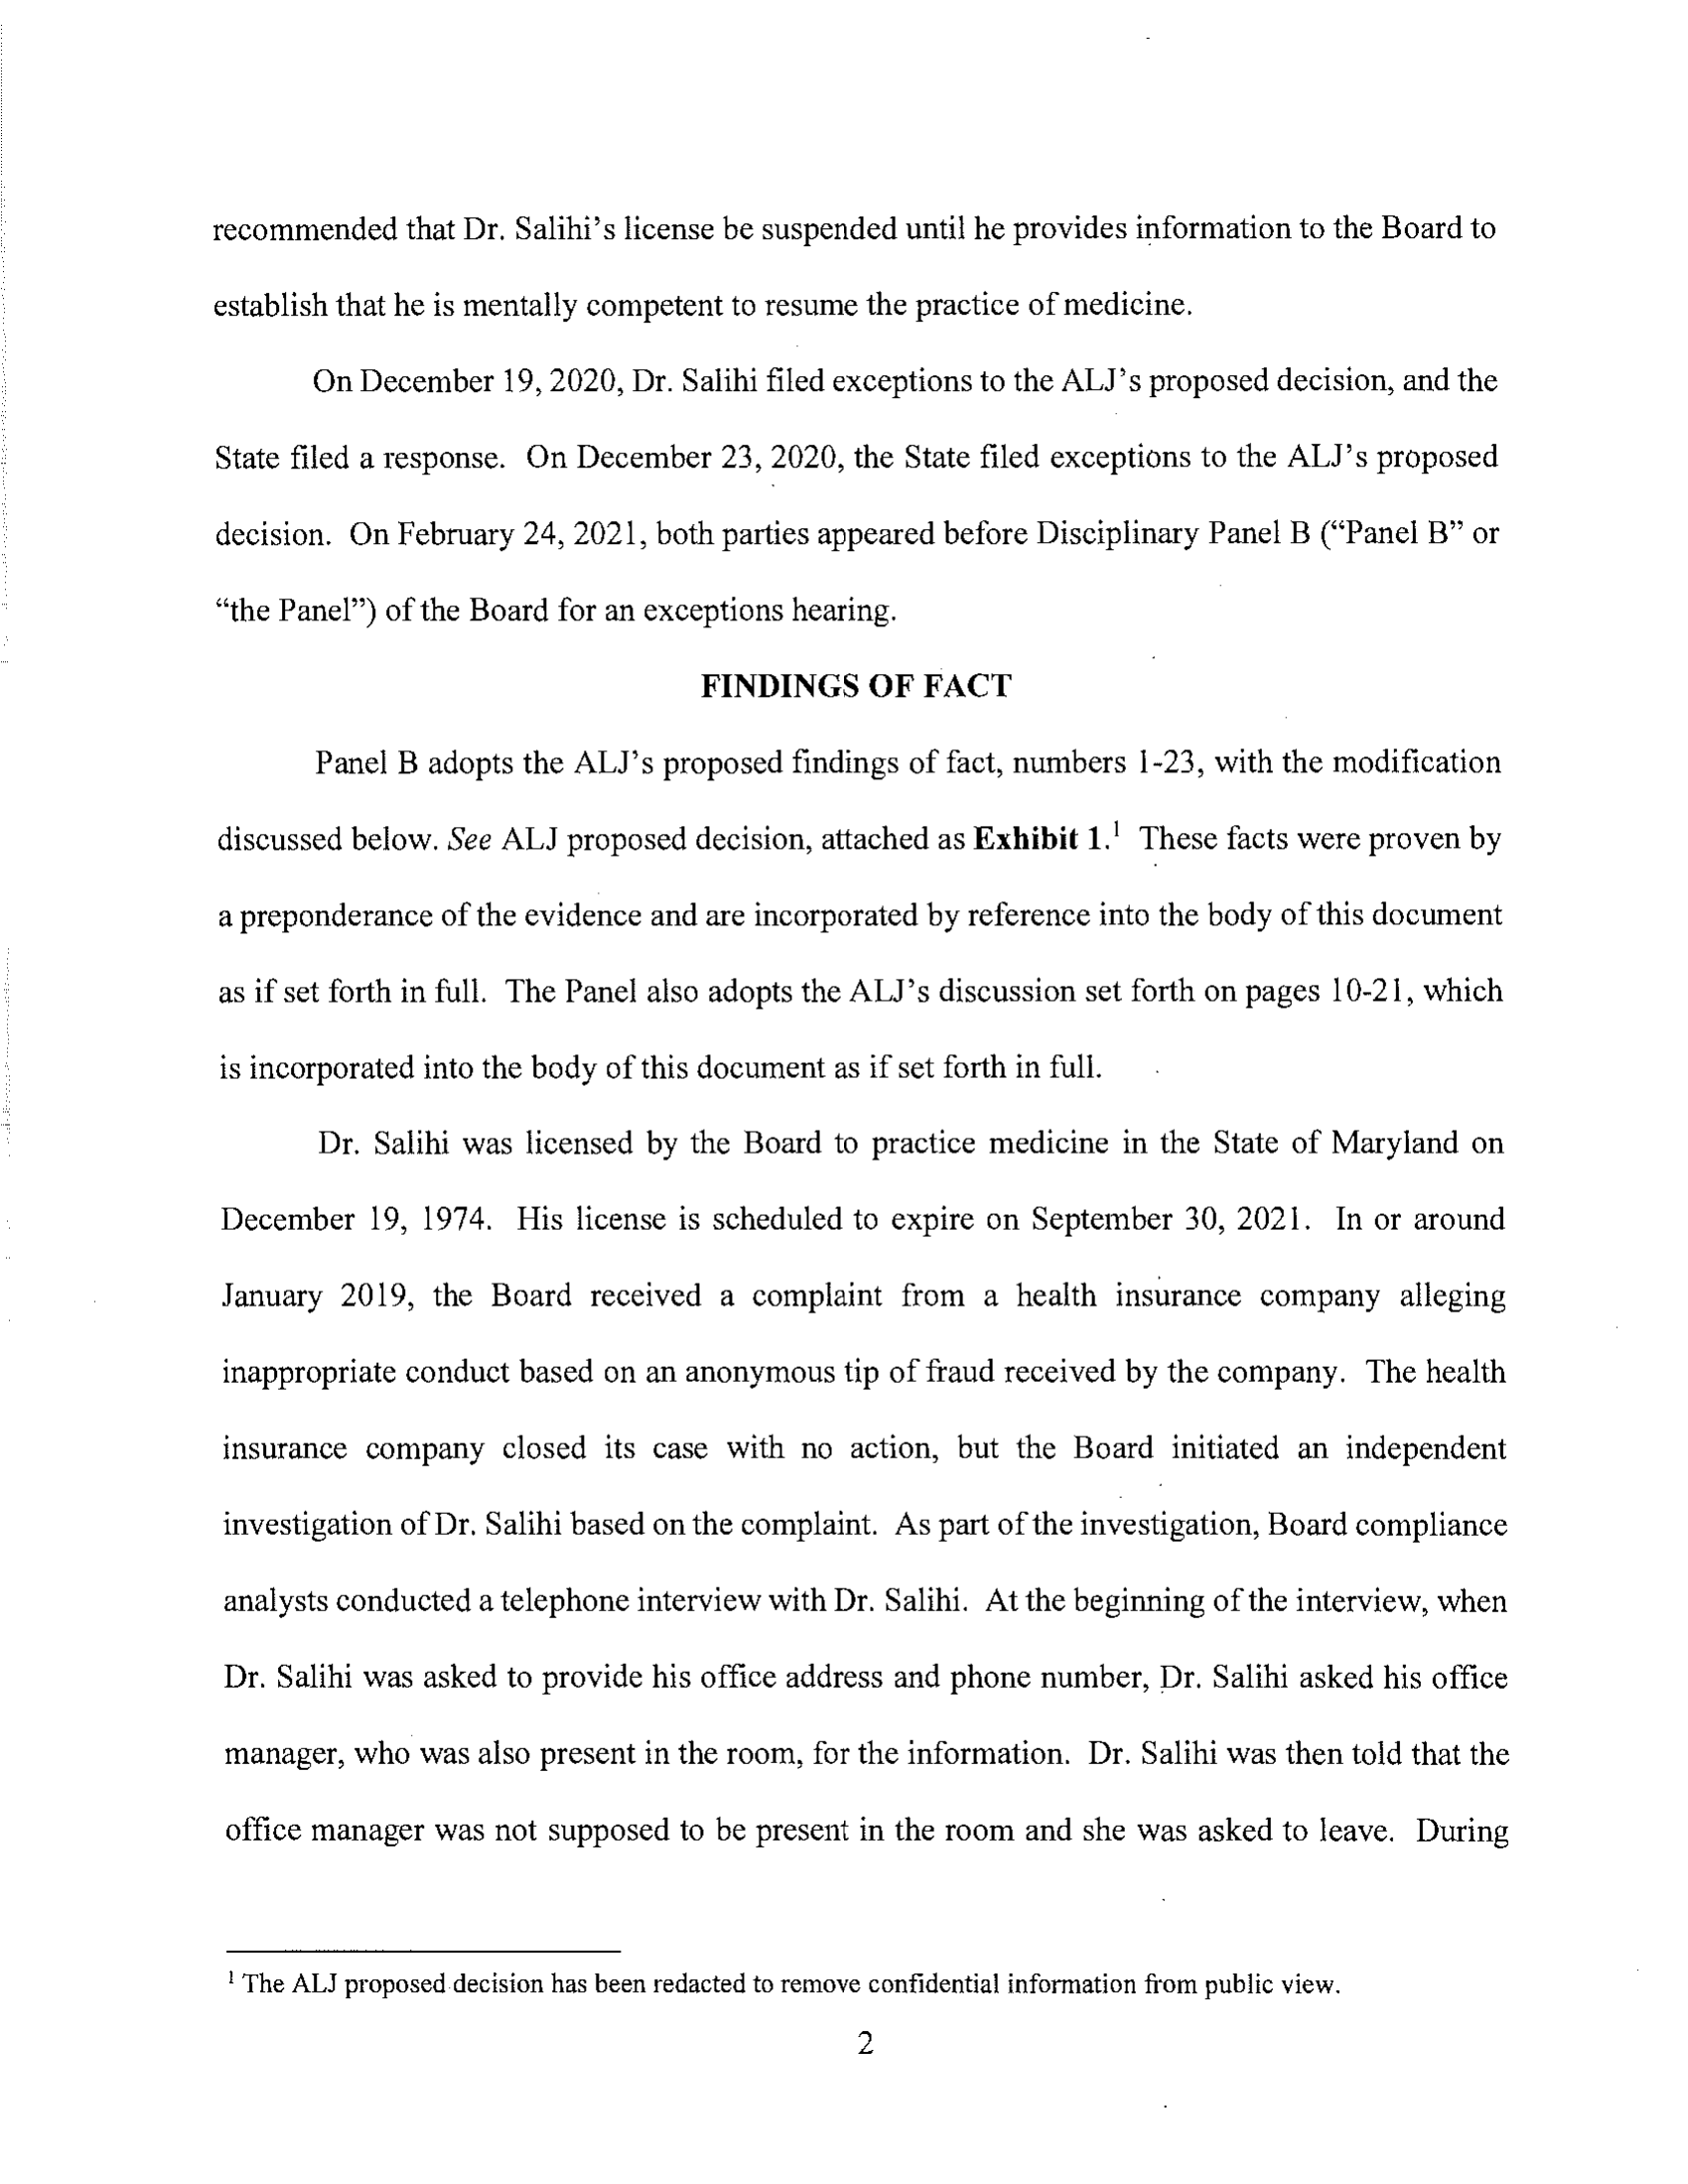 recommended that Dr. Salihi's license be suspended until he provides information to the Board to
establish that he is mentally competent to resume the practice of medicine.
On December 19, 2020, Dr. Salihi filed exceptions to the ALJ's proposed decision, and the
State filed a response. On December 23, 2020, the State filed exceptions to the ALJ's proposed
decision. On February 24, 2021, both parties appeared before Disciplinary Panel B (“Panel B” or
“the Panel”) of the Board for an exceptions hearing.
FINDINGS OF FACT
Panel B adopts the ALJ's proposed findings of fact, numbers 1-23, with the modification
discussed below. See ALJ proposed decision, attached as Exhibit 1.¹ These facts were proven by
a preponderance of the evidence and are incorporated by reference into the body of this document
as if set forth in full. The Panel also adopts the ALJ's discussion set forth on pages 10-21, which
is incorporated into the body of this document as if set forth in full.
Dr. Salihi was licensed by the Board to practice medicine in the State of Maryland on
December 19, 1974. His license is scheduled to expire on September 30, 2021. In or around
January 2019, the Board received a complaint from a health insurance company alleging
inappropriate conduct based on an anonymous tip of fraud received by the company. The health
insurance company closed its case with no action, but the Board initiated an independent
investigation of Dr. Salihi based on the complaint. As part of the investigation, Board compliance
analysts conducted a telephone interview with Dr. Salihi. At the beginning of the interview, when
Dr. Salihi was asked to provide his office address and phone number, Dr. Salihi asked his office
manager, who was also present in the room, for the information. Dr. Salihi was then told that the
office manager was not supposed to be present in the room and she was asked to leave. During
¹ The ALJ proposed decision has been redacted to remove confidential information from public view.
2